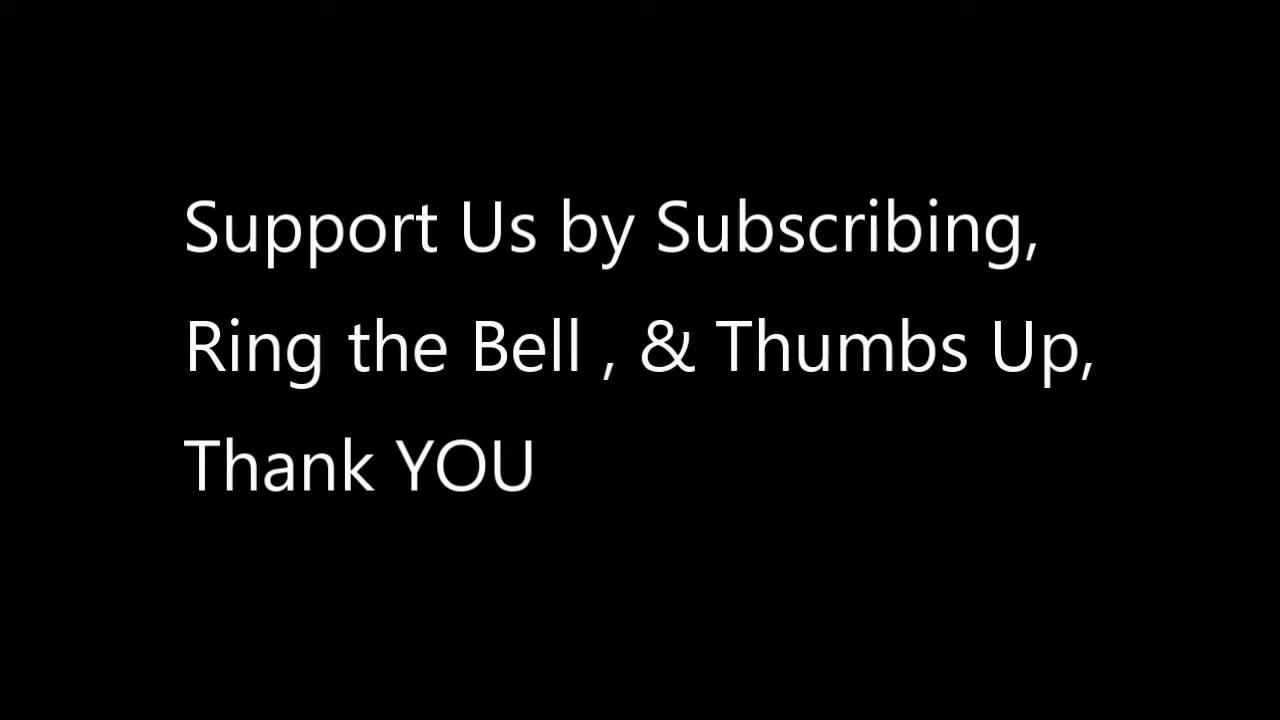 Support Us by Subscribing,
Ring the Bell , & Thumbs Up,
Thank YOU